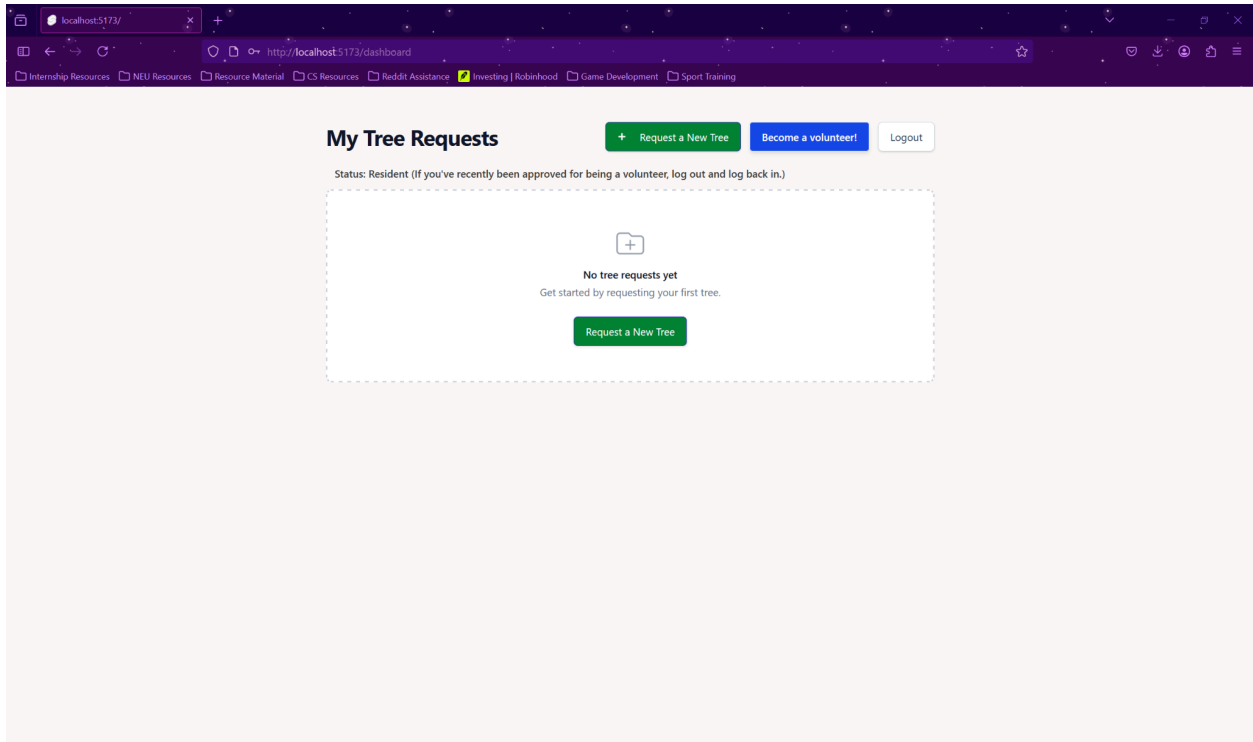 localhost:5173/
http://localhost:5173/dashboard
Internship Resources NEU Resources Resource Material CS Resources Reddit Assistance Investing | Robinhood Game Development Sport Training
My Tree Requests + Request a New Tree Become a volunteer! Logout
Status: Resident (If you've recently been approved for being a volunteer, log out and log back in.)
No tree requests yet
Get started by requesting your first tree.
Request a New Tree